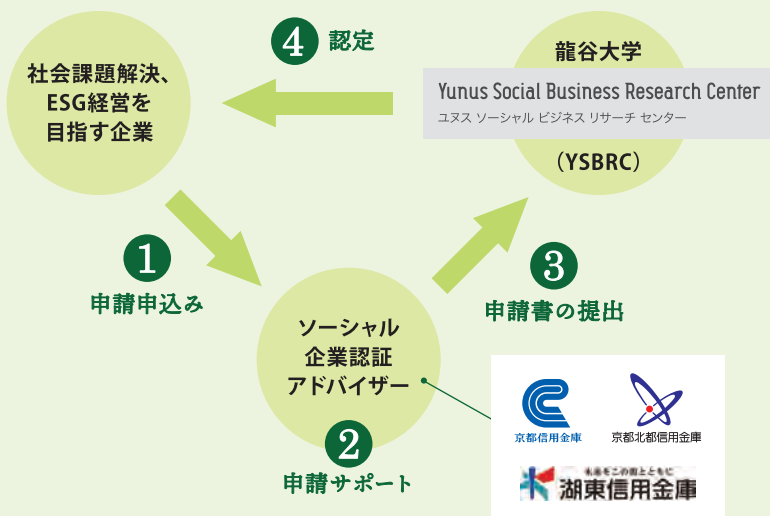 4 認定
社会課題解決、
ESG経営を
目指す企業
龍谷大学
Yunus Social Business Research Center
ユヌス ソーシャル ビジネス リサーチ センター
（YSBRC）
1
申請申込み
3
申請書の提出
ソーシャル
企業認証
アドバイザー
2
申請サポート
京都信用金庫
京都北都信用金庫
湖東信用金庫